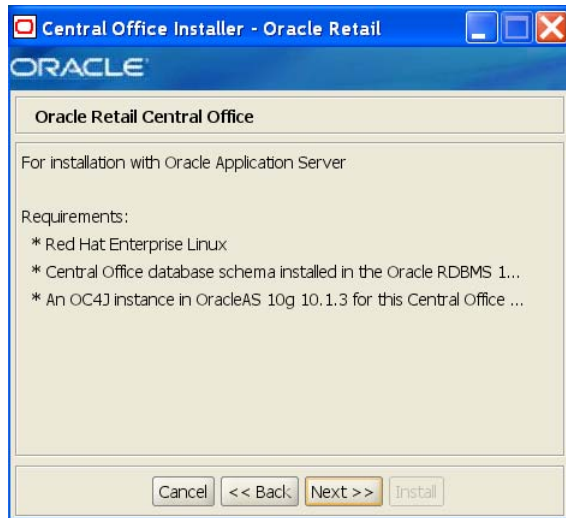 Central Office Installer - Oracle Retail
ORACLE
Oracle Retail Central Office
For installation with Oracle Application Server
Requirements:
* Red Hat Enterprise Linux
* Central Office database schema installed in the Oracle RDBMS 1...
* An OC4J instance in OracleAS 10g 10.1.3 for this Central Office ...
Cancel << Back Next >> Install